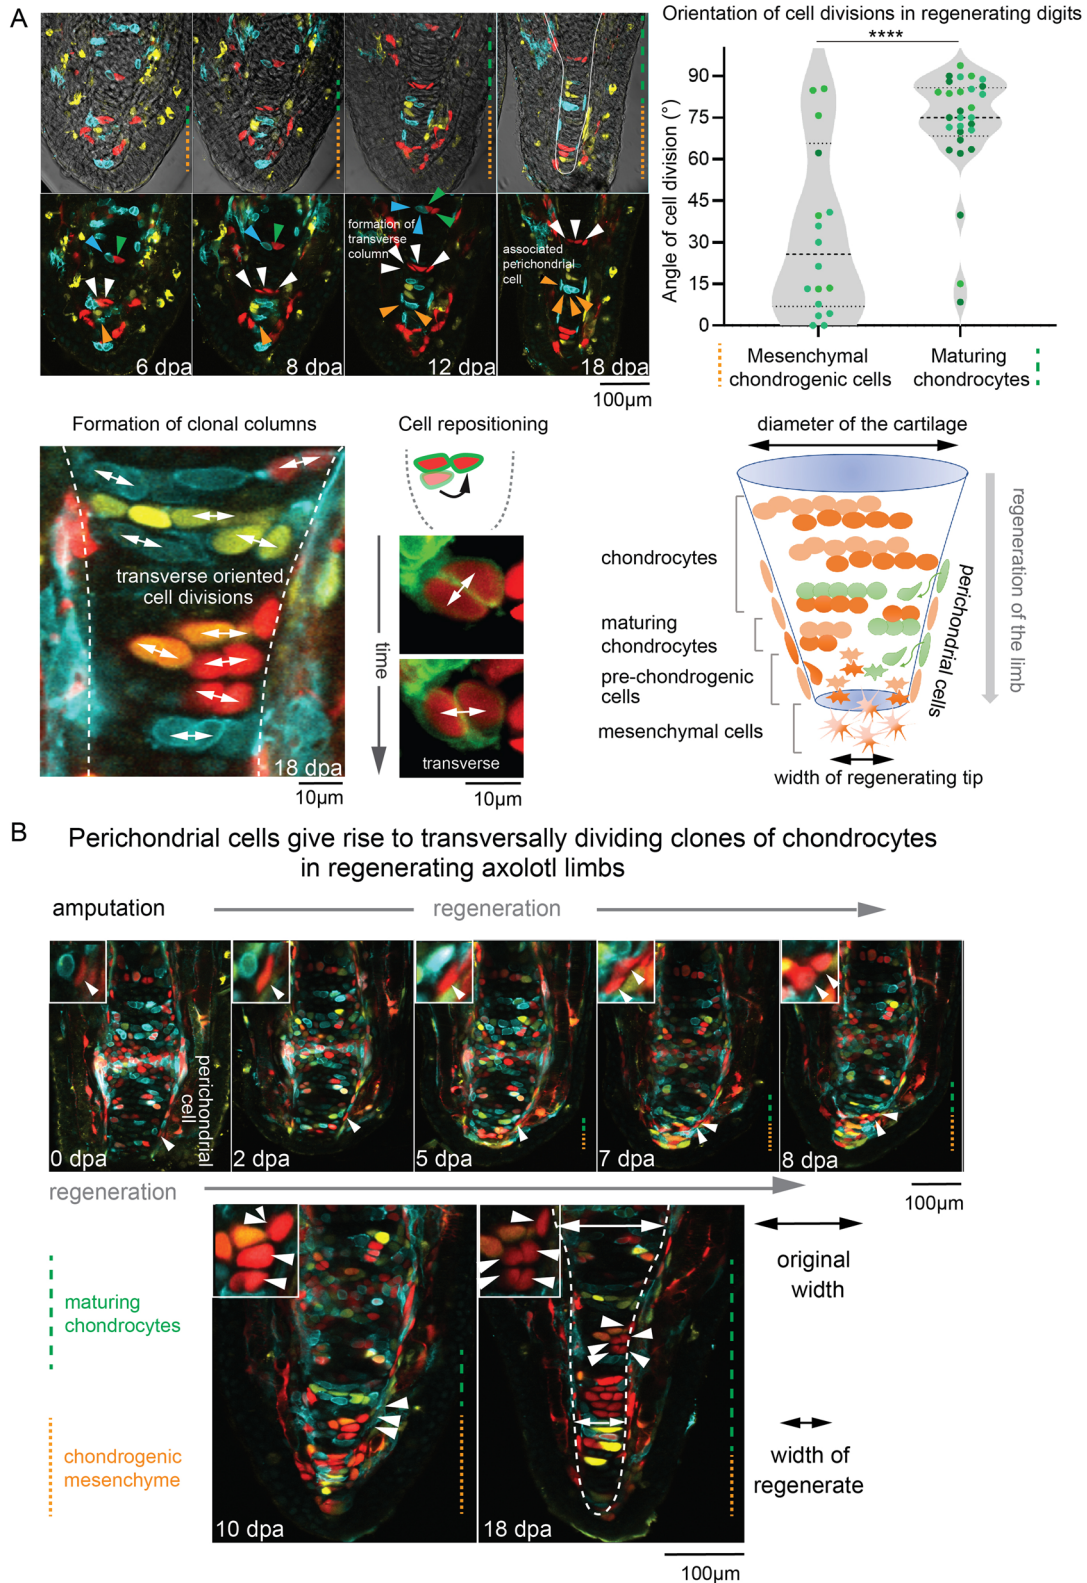 A
Orientation of cell divisions in regenerating digits
****
Angle of cell division (°)
90
75
60
45
30
15
0
Mesenchymal
chondrogenic cells
Maturing
chondrocytes
formation of
transverse
column
associated
perichondrial
cell
6 dpa
8 dpa
12 dpa
18 dpa
100µm
Formation of clonal columns
transverse oriented
cell divisions
18 dpa
10µm
Cell repositioning
time
transverse
10µm
diameter of the cartilage
chondrocytes
maturing
chondrocytes
pre-chondrogenic
cells
mesenchymal cells
perichondrial cells
regeneration of the limb
width of regenerating tip
B
Perichondrial cells give rise to transversally dividing clones of chondrocytes
in regenerating axolotl limbs
amputation
regeneration
perichondrial
cell
0 dpa
2 dpa
5 dpa
7 dpa
8 dpa
regeneration
100µm
maturing
chondrocytes
chondrogenic
mesenchyme
10 dpa
18 dpa
original
width
width of
regenerate
100µm